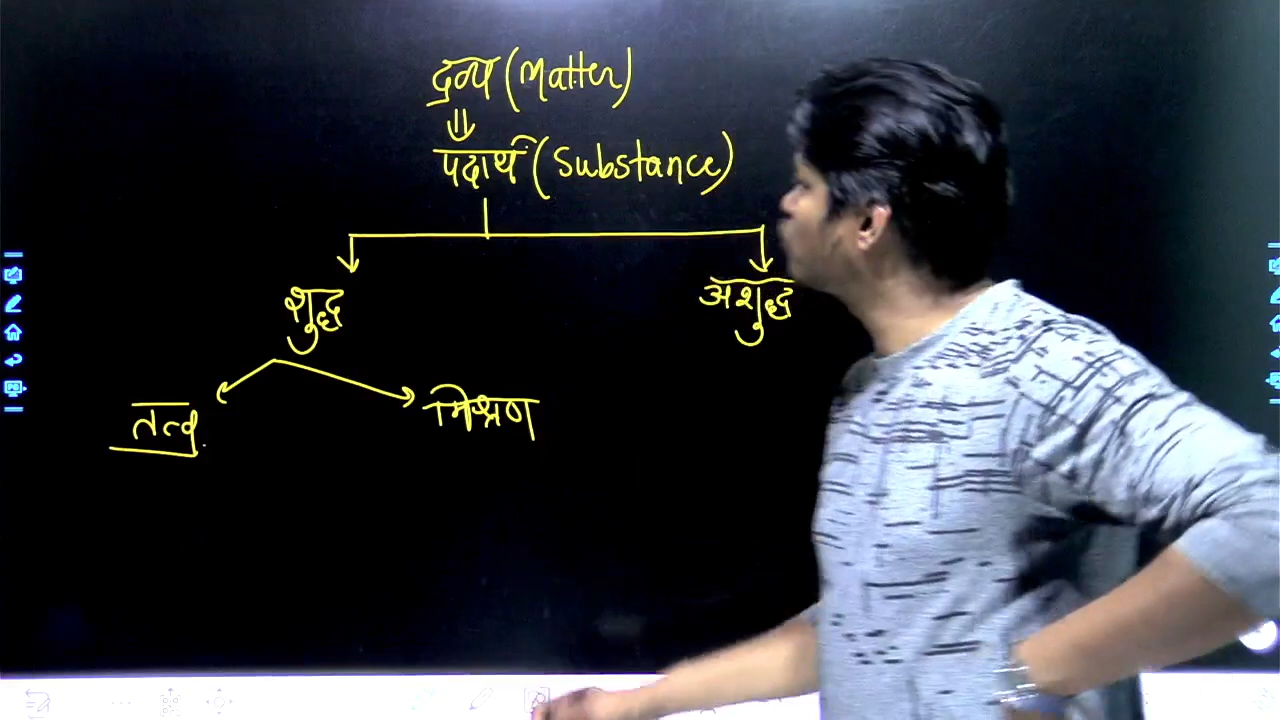 द्रव्य (Matter)
पदार्थ (Substance)
शुद्ध
अशुद्ध
तत्व
मिश्रण